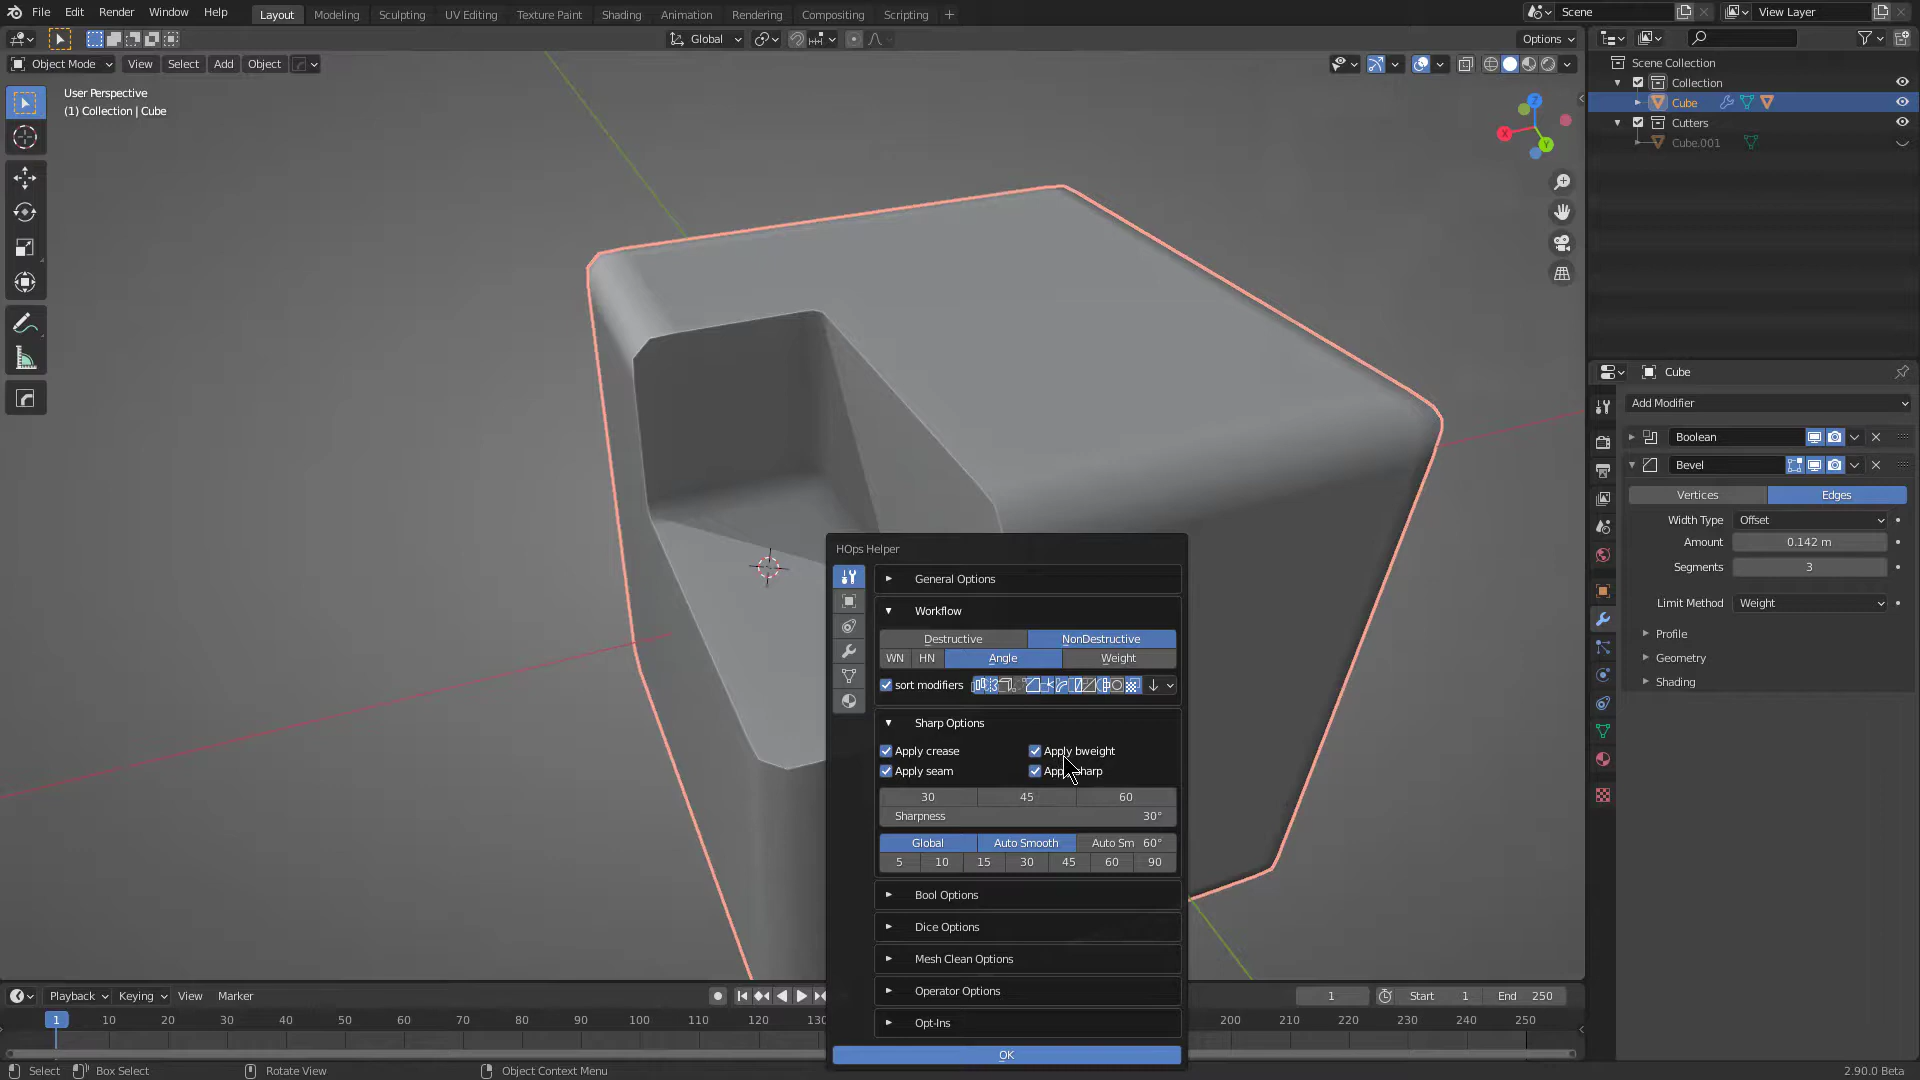 File Edit Render Window Help Layout Modeling Sculpting UV Editing Texture Paint Shading Animation Rendering Compositing Scripting + Scene View Layer
Global Options
Object Mode View Select Add Object
User Perspective
(1) Collection | Cube
Z
X
Y
Scene Collection
Collection
Cube
Cutters
Cube.001
Cube
Add Modifier
Boolean
Bevel
Vertices Edges
Width Type Offset
Amount 0.142 m
Segments 3
Limit Method Weight
Profile
Geometry
Shading
HOps Helper
General Options
Workflow
Destructive NonDestructive
WN HN Angle Weight
sort modifiers
Sharp Options
Apply crease Apply bweight
Apply seam
30 45 60
Sharpness 30°
Global Auto Smooth Auto Sm 60°
5 10 15 30 45 60 90
Bool Options
Dice Options
Mesh Clean Options
Operator Options
Opt-Ins
OK
Playback Keying View Marker 1 Start 1 End 250
1 10 20 30 40 50 60 70 80 90 100 110 120 200 210 220 230 240 250
Select Box Select Rotate View Object Context Menu 2.90.0 Beta